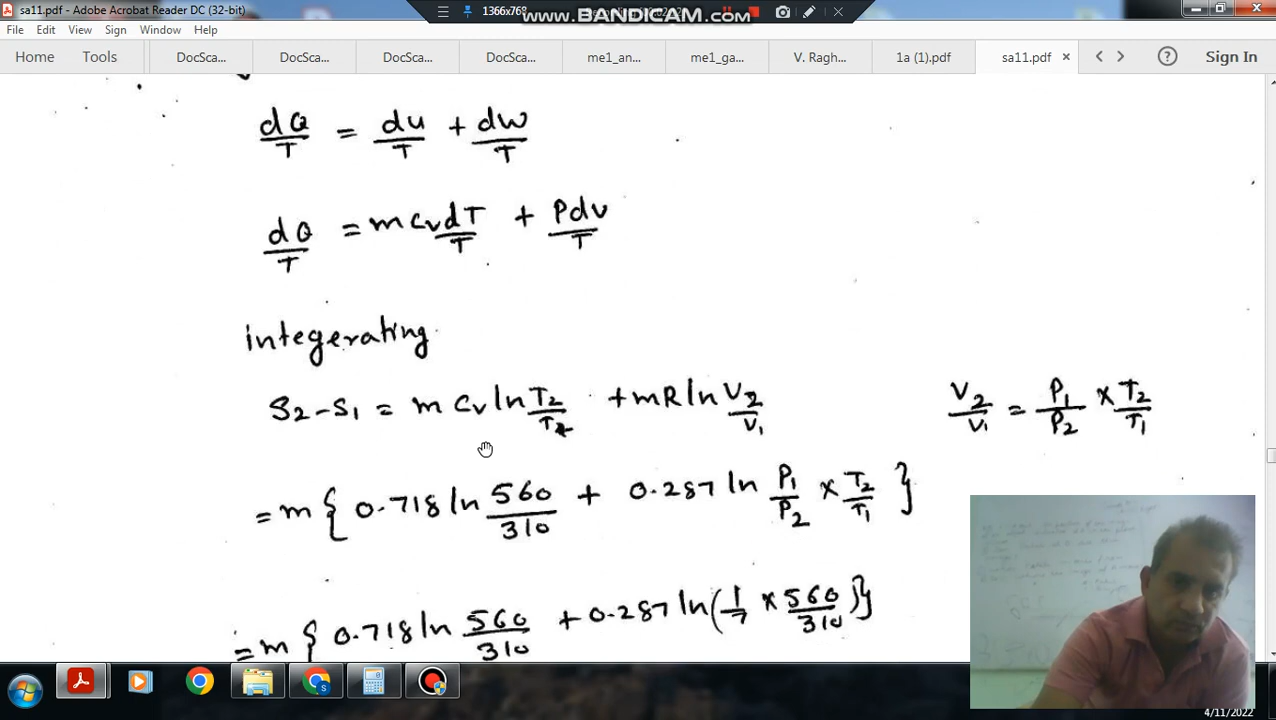 sa11.pdf - Adobe Acrobat Reader DC (32-bit)
1366x768
www.BANDICAM.com
File Edit View Sign Window Help
Home Tools DocSca... DocSca... DocSca... DocSca... me1_an... me1_ga... V. Ragh... 1a (1).pdf sa11.pdf × Sign In
dQ/T = du/T + dw/T
dQ/T = m cv dT/T + Pdv/T
integerating
S2-S1 = m cv ln T2/T2 + mR ln V2/V1
V2/V1 = P1/P2 × T2/T1
= m { 0.718 ln 560/310 + 0.287 ln P1/P2 × T2/T1 }
= m { 0.718 ln 560/310 + 0.287 ln (1/7 × 560/310) }
4/11/2022